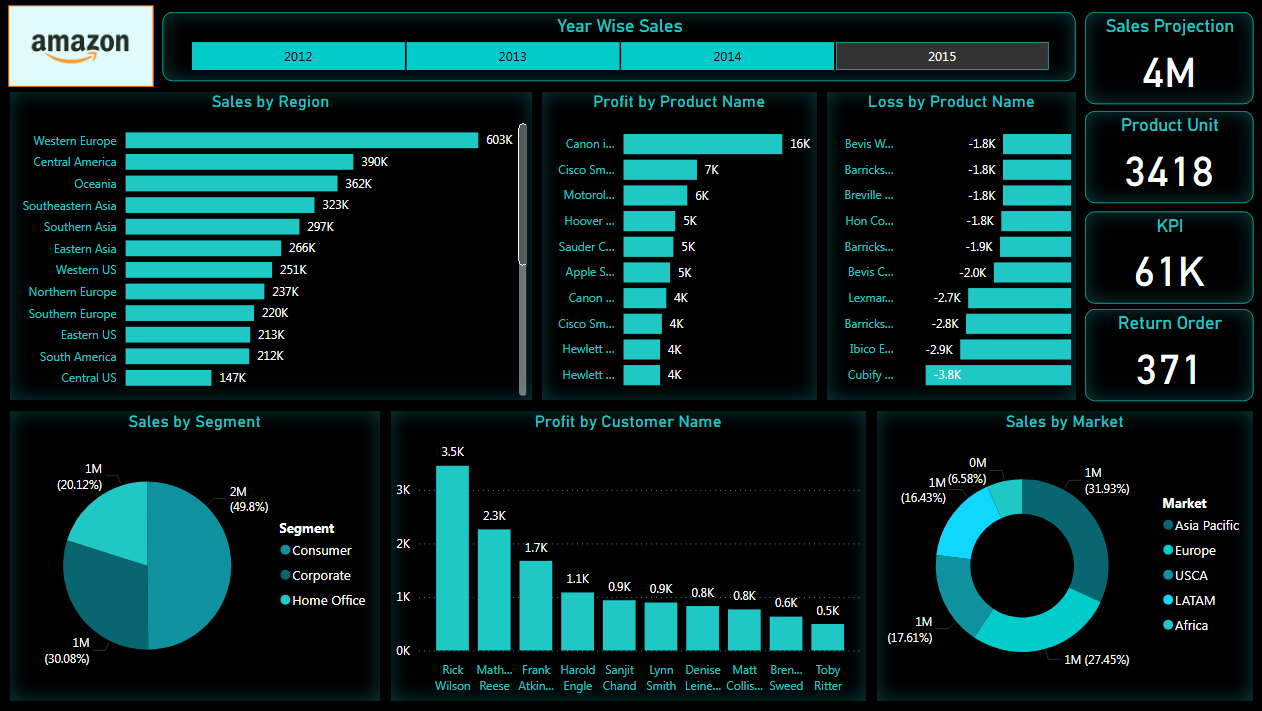 amazon
Year Wise Sales
2012
2013
2014
2015
Sales Projection
4M
Product Unit
3418
KPI
61K
Return Order
371
Sales by Region
Western Europe 603K
Central America 390K
Oceania 362K
Southeastern Asia 323K
Southern Asia 297K
Eastern Asia 266K
Western US 251K
Northern Europe 237K
Southern Europe 220K
Eastern US 213K
South America 212K
Central US 147K
Profit by Product Name
Canon i... 16K
Cisco Sm... 7K
Motorol... 6K
Hoover ... 5K
Sauder C... 5K
Apple S... 5K
Canon ... 4K
Cisco Sm... 4K
Hewlett ... 4K
Hewlett ... 4K
Loss by Product Name
Bevis W... -1.8K
Barricks... -1.8K
Breville ... -1.8K
Hon Co... -1.8K
Barricks... -1.9K
Bevis C... -2.0K
Lexmar... -2.7K
Barricks... -2.8K
Ibico E... -2.9K
Cubify ... -3.8K
Sales by Segment
1M
(20.12%)
2M
(49.8%)
1M
(30.08%)
Segment
Consumer
Corporate
Home Office
Profit by Customer Name
3K
2K
1K
0K
3.5K
2.3K
1.7K
1.1K
0.9K
0.9K
0.8K
0.8K
0.6K
0.5K
Rick
Wilson
Math...
Reese
Frank
Atkin...
Harold
Engle
Sanjit
Chand
Lynn
Smith
Denise
Leine...
Matt
Collis...
Bren...
Sweed
Toby
Ritter
Sales by Market
0M
(6.58%)
1M
(31.93%)
1M
(16.43%)
1M
(17.61%)
1M (27.45%)
Market
Asia Pacific
Europe
USCA
LATAM
Africa